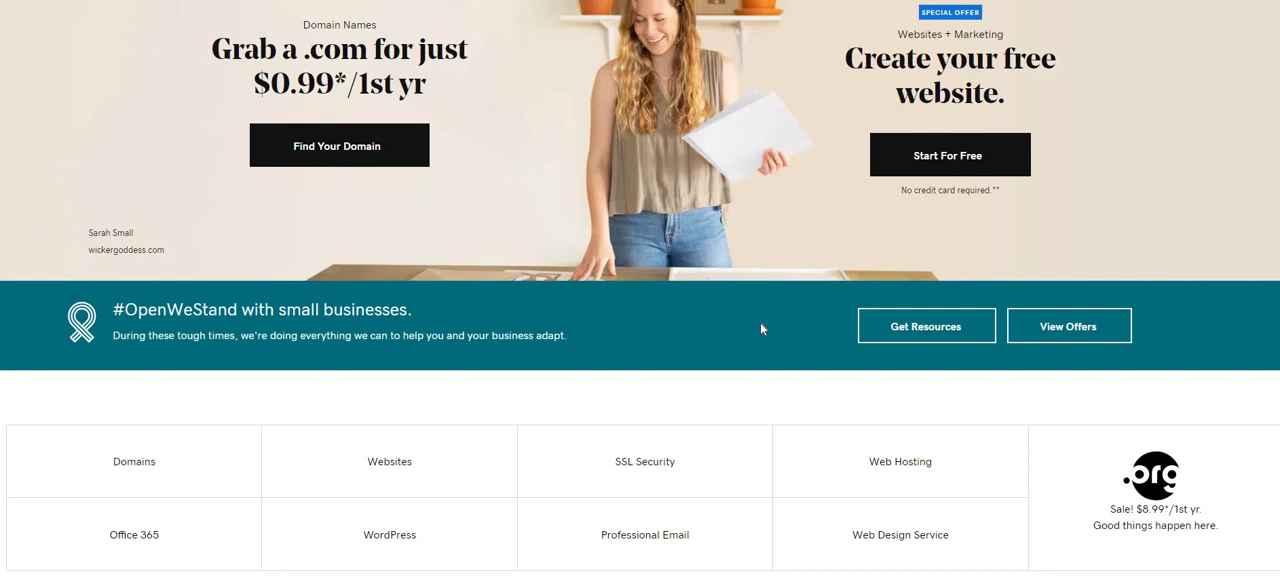 Domain Names
Grab a .com for just
$0.99*/1st yr
Find Your Domain
Sarah Small
wickergoddess.com
SPECIAL OFFER
Websites + Marketing
Create your free
website.
Start For Free
No credit card required.**
#OpenWeStand with small businesses.
During these tough times, we're doing everything we can to help you and your business adapt.
Get Resources
View Offers
Domains
Websites
SSL Security
Web Hosting
Office 365
WordPress
Professional Email
Web Design Service
.org
Sale! $8.99*/1st yr.
Good things happen here.